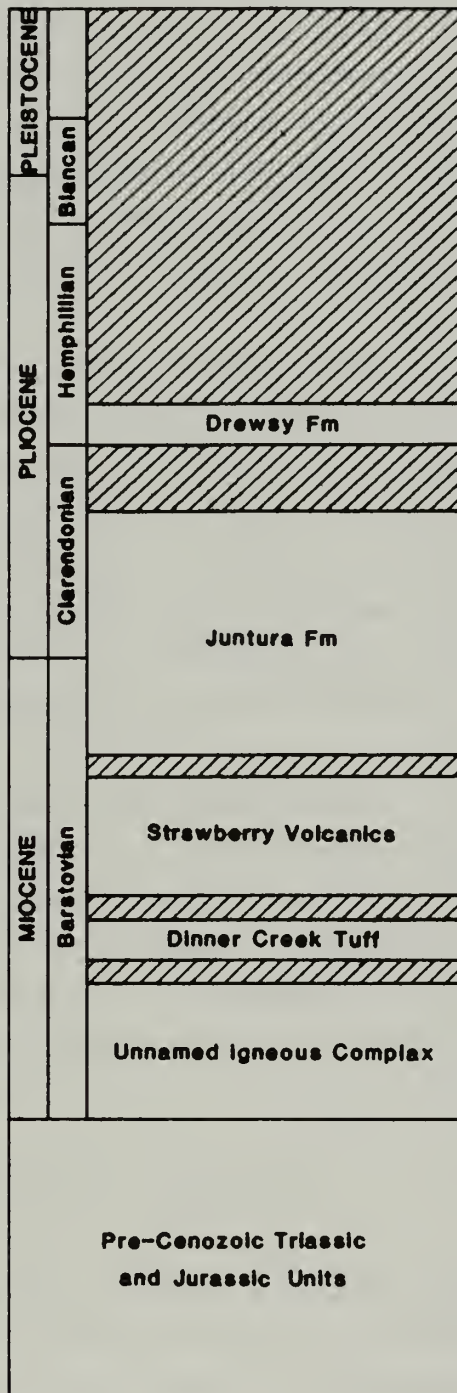 PLEISTOCENE
Blancan
PLIOCENE
Hemphillian
Drewsy Fm
Clarendonian
Juntura Fm
MIOCENE
Barstovian
Strawberry Volcanics
Dinner Creek Tuff
Unnamed Igneous Complax
Pre-Cenozoic Triassic
and Jurassic Units